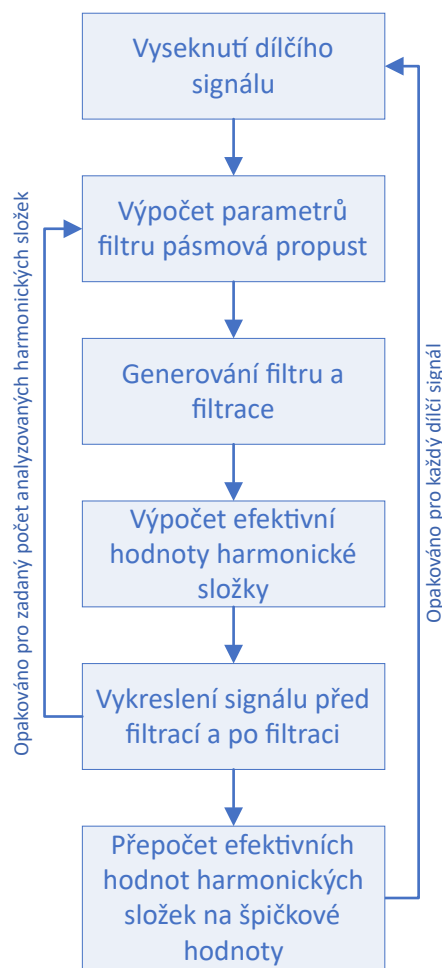 Vyseknutí dílčího
signálu
Výpočet parametrů
filtru pásmová propust
Generování filtru a
filtrace
Výpočet efektivní
hodnoty harmonické
složky
Vykreslení signálu před
filtrací a po filtraci
Přepočet efektivních
hodnot harmonických
složek na špičkové
hodnoty
Opakováno pro zadaný počet analyzovaných harmonických složek
Opakováno pro každý dílčí signál